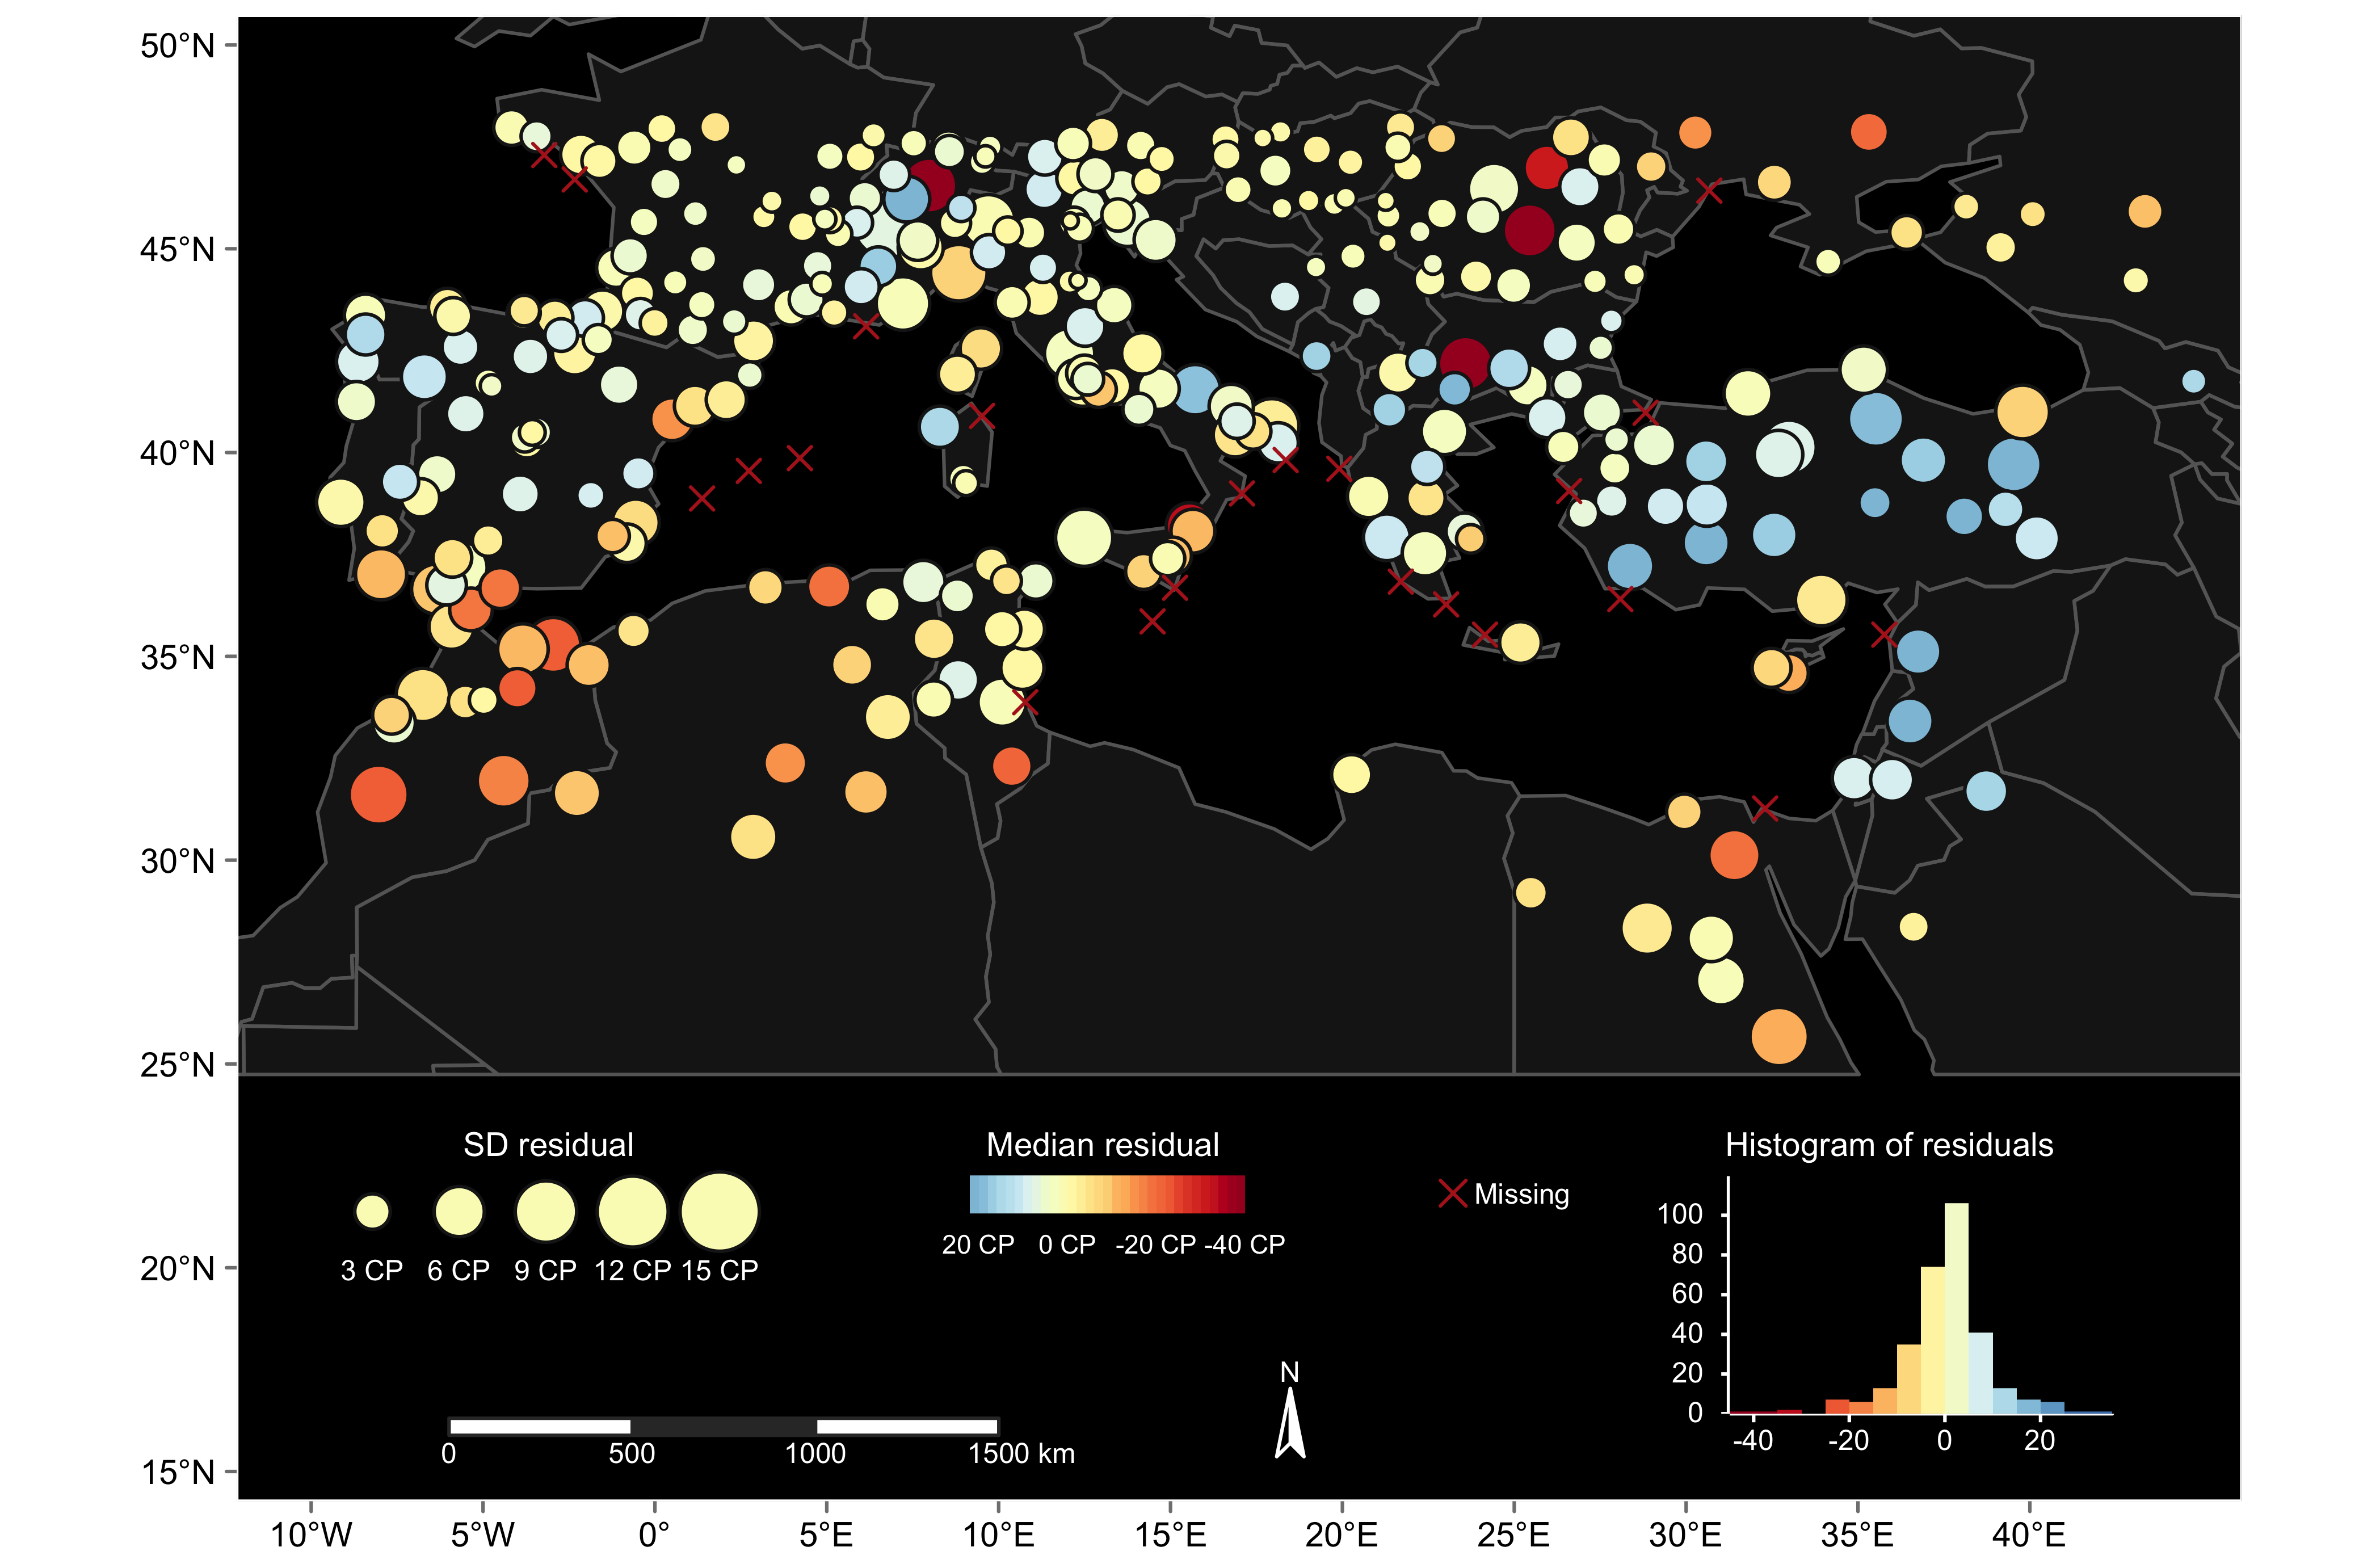 50°N
45°N
40°N
35°N
30°N
25°N
20°N
15°N
SD residual
3 CP 6 CP 9 CP 12 CP 15 CP
Median residual
20 CP 0 CP -20 CP -40 CP
Missing
Histogram of residuals
100
80
60
40
20
0
-40 -20 0 20
N
0 500 1000 1500 km
10°W 5°W 0° 5°E 10°E 15°E 20°E 25°E 30°E 35°E 40°E